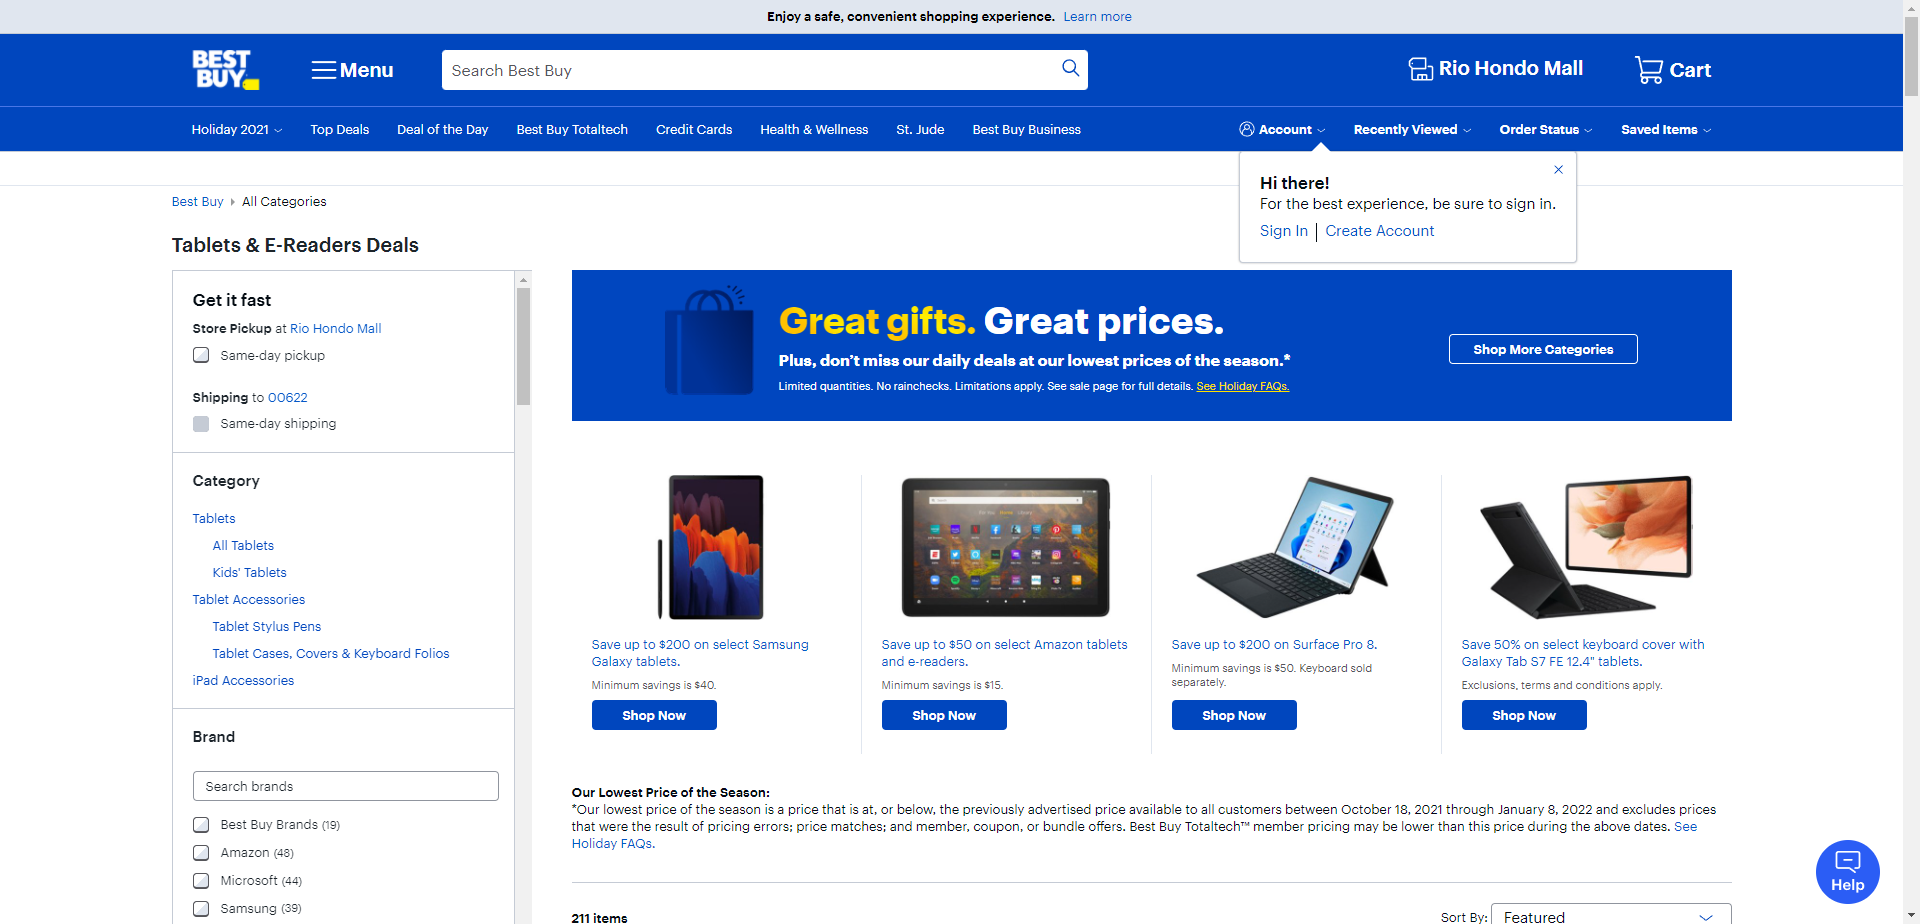 Enjoy a safe, convenient shopping experience. Learn more
BEST BUY
Menu
Search Best Buy
Rio Hondo Mall
Cart
Holiday 2021
Top Deals
Deal of the Day
Best Buy Totaltech
Credit Cards
Health & Wellness
St. Jude
Best Buy Business
Account
Recently Viewed
Order Status
Saved Items
Hi there!
For the best experience, be sure to sign in.
Sign In | Create Account
Best Buy
All Categories
Tablets & E-Readers Deals
Get it fast
Store Pickup at Rio Hondo Mall
Same-day pickup
Shipping to 00622
Same-day shipping
Category
Tablets
All Tablets
Kids' Tablets
Tablet Accessories
Tablet Stylus Pens
Tablet Cases, Covers & Keyboard Folios
iPad Accessories
Brand
Search brands
Best Buy Brands (19)
Amazon (48)
Microsoft (44)
Samsung (39)
Great gifts. Great prices.
Plus, don't miss our daily deals at our lowest prices of the season.*
Limited quantities. No rainchecks. Limitations apply. See sale page for full details. See Holiday FAQs.
Shop More Categories
Save up to $200 on select Samsung
Galaxy tablets.
Minimum savings is $40.
Shop Now
Save up to $50 on select Amazon tablets
and e-readers.
Minimum savings is $15.
Shop Now
Save up to $200 on Surface Pro 8.
Minimum savings is $50. Keyboard sold
separately.
Shop Now
Save 50% on select keyboard cover with
Galaxy Tab S7 FE 12.4" tablets.
Exclusions, terms and conditions apply.
Shop Now
Our Lowest Price of the Season:
*Our lowest price of the season is a price that is at, or below, the previously advertised price available to all customers between October 18, 2021 through January 8, 2022 and excludes prices
that were the result of pricing errors; price matches; and member, coupon, or bundle offers. Best Buy Totaltech™ member pricing may be lower than this price during the above dates. See
Holiday FAQs.
211 items
Sort By: Featured
Help